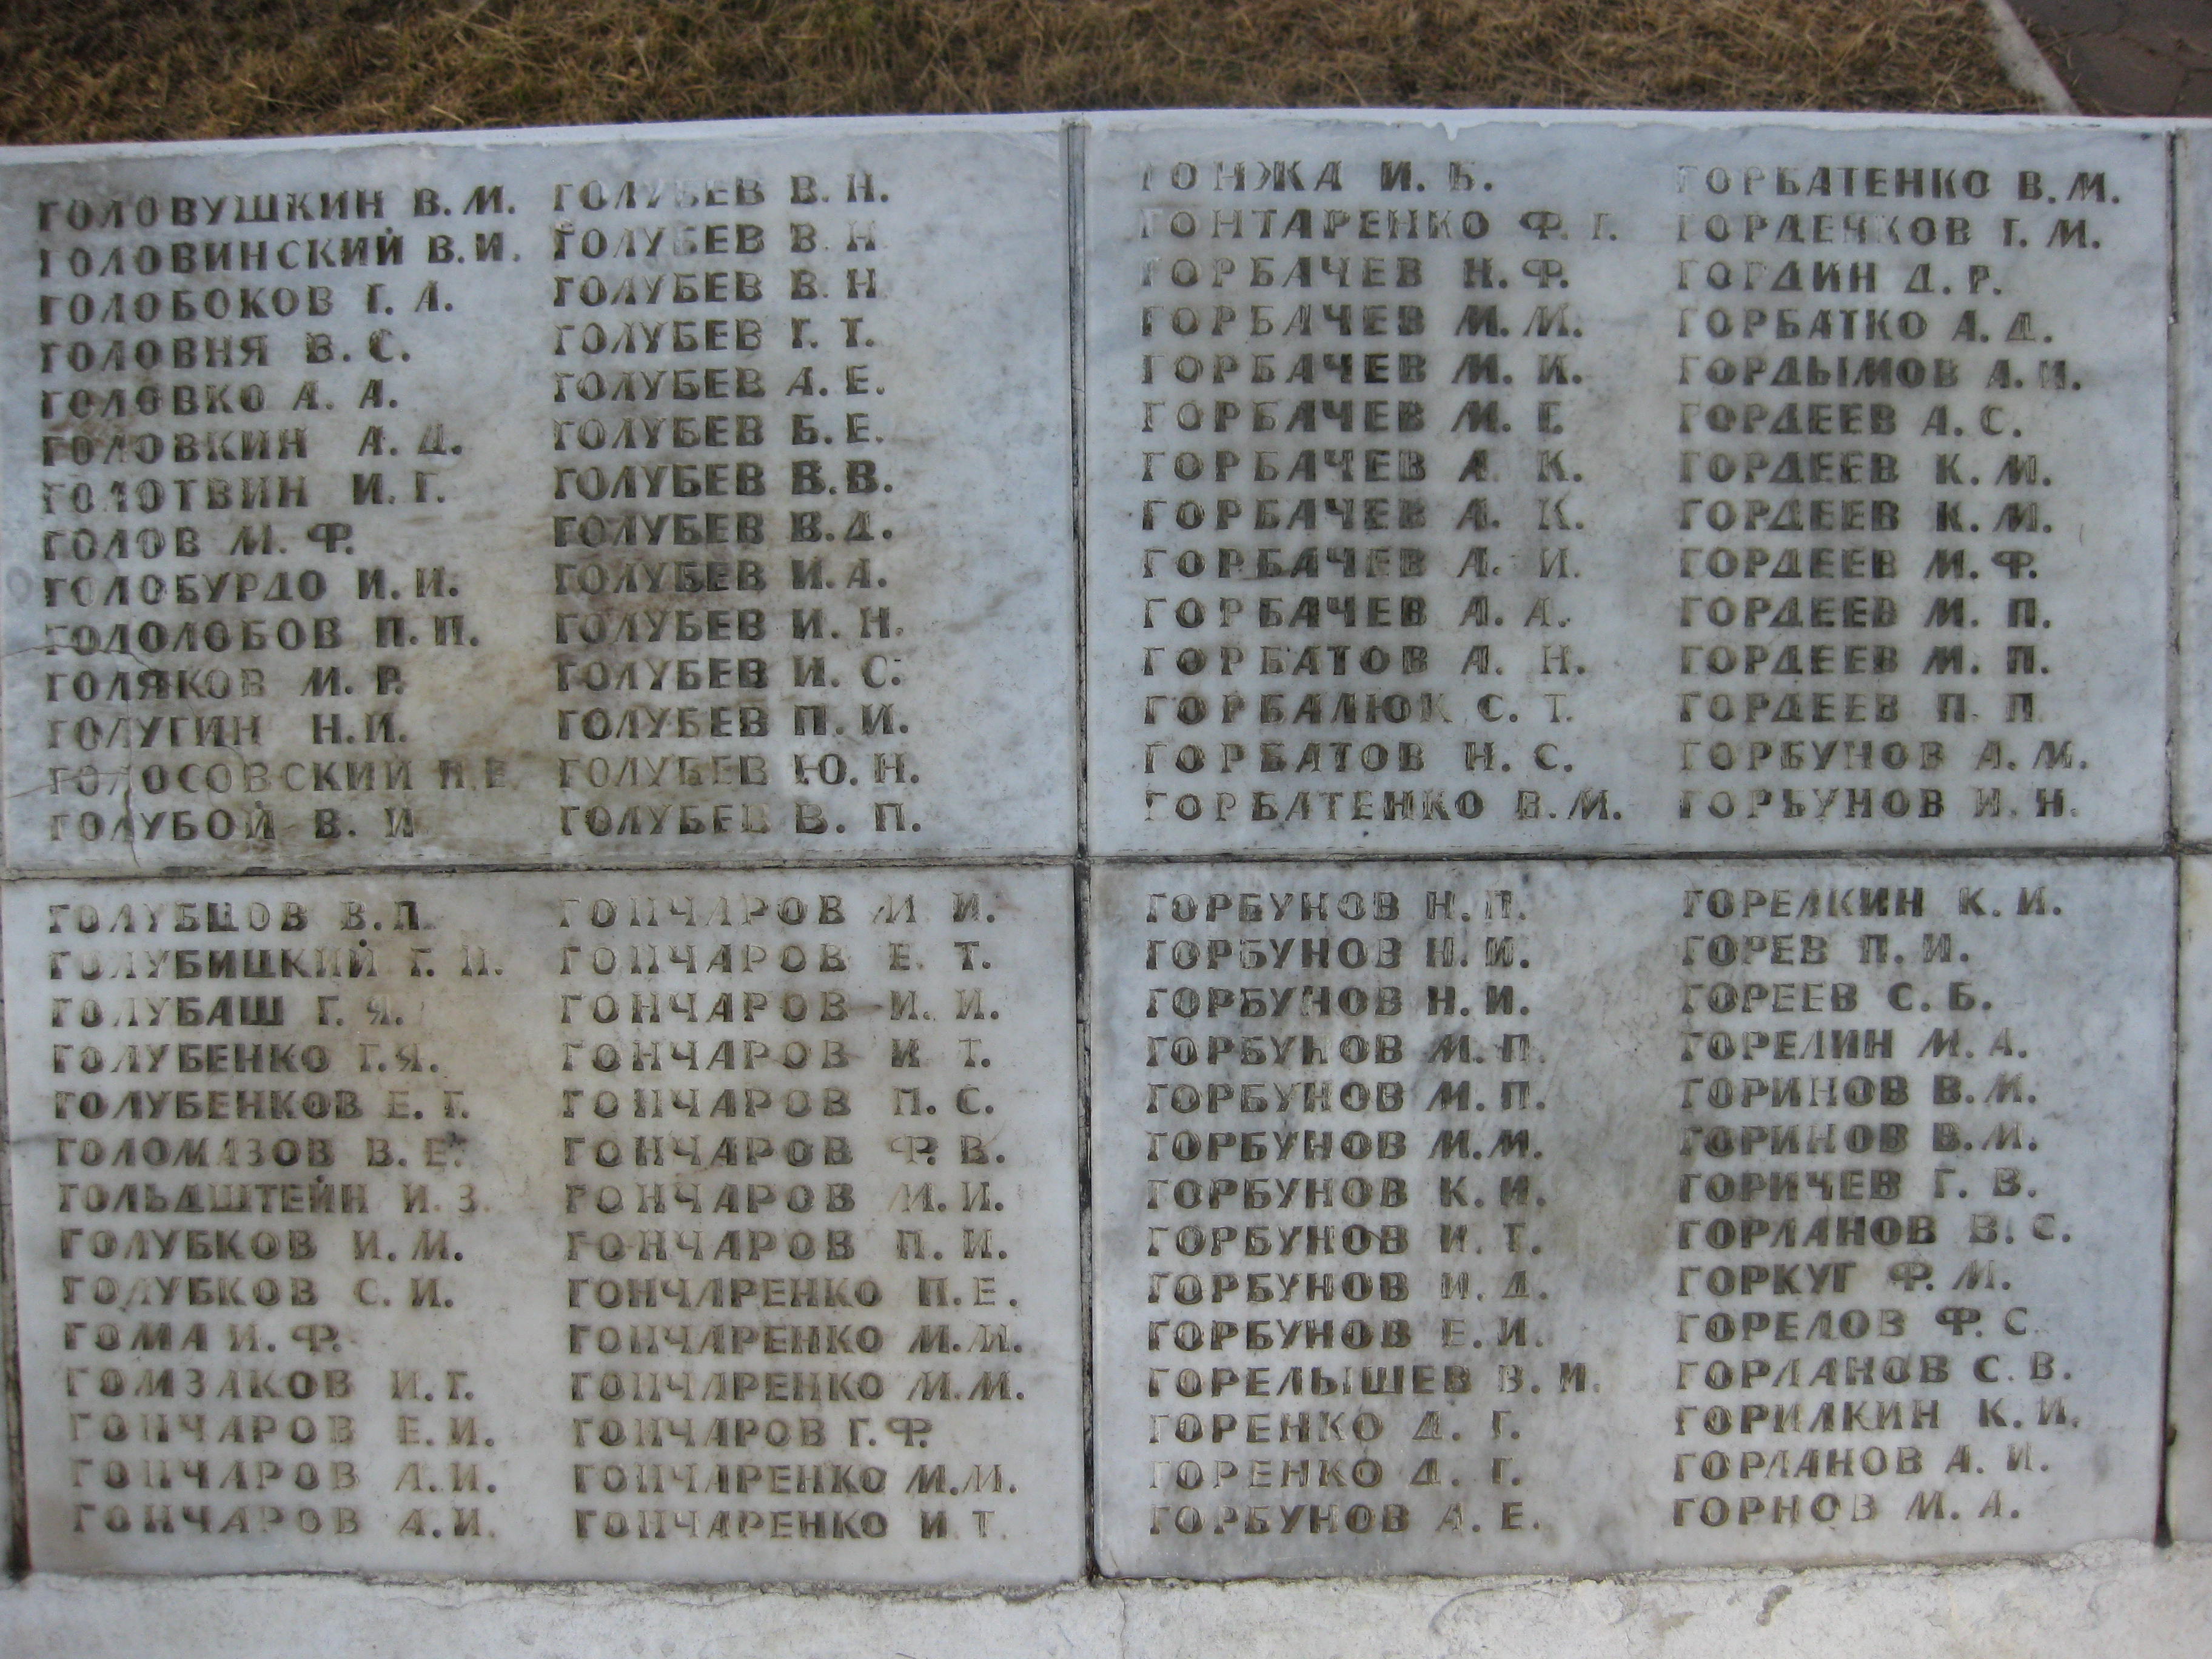 ГОЛОВУШКИН В.М.
ГОЛОВИНСКИЙ В.И.
ГОЛОБОКОВ Г. А.
ГОЛОВНЯ В. С.
ГОЛОВКО А. А.
ГОЛОВКИН А. Д.
ГОЛОТВИН И. Г.
ГОЛОВ М. Ф.
ГОЛОБУРДО И. И.
ГОЛОЛОБОВ П. П.
ГОЛЯКОВ М. Р.
ГОЛУГИН Н.И.
ГОЛОСОВСКИЙ Н.Е.
ГОЛУБОЙ В. И
ГОЛУБЕВ В. Н.
ГОЛУБЕВ В. Н
ГОЛУБЕВ В. Н
ГОЛУБЕВ Г. Т.
ГОЛУБЕВ А. Е.
ГОЛУБЕВ Б. Е.
ГОЛУБЕВ В. В.
ГОЛУБЕВ В. Д.
ГОЛУБЕВ И. А.
ГОЛУБЕВ И. Н.
ГОЛУБЕВ И. С.
ГОЛУБЕВ П. И.
ГОЛУБЕВ Ю. Н.
ГОЛУБЕВ В. П.
ГОНЖА И. Б.
ГОНТАРЕНКО Ф. Г.
ГОРБАЧЕВ Н. Ф.
ГОРБАЧЕВ М. М.
ГОРБАЧЕВ М. К.
ГОРБАЧЕВ М. Г.
ГОРБАЧЕВ А К.
ГОРБАЧЕВ А. К.
ГОРБАЧЕВ А. И.
ГОРБАЧЕВ А. А.
ГОРБАТОВ А. Н.
ГОРБАЛЮК С. Т.
ГОРБАТОВ Н. С.
ГОРБАТЕНКО В.М.
ГОРБАТЕНКО В. М.
ГОРДЕЧКОВ Г. М.
ГОРДИН Д. Р.
ГОРБАТКО А. Д.
ГОРДЫМОВ А. И.
ГОРДЕЕВ А. С.
ГОРДЕЕВ К. М.
ГОРДЕЕВ К. М.
ГОРДЕЕВ М. Ф.
ГОРДЕЕВ М. П.
ГОРДЕЕВ М. П.
ГОРДЕЕВ П. П
ГОРБУНОВ А. М.
ГОРБУНОВ И. Н.
ГОЛУБЦОВ В. П.
ГОЛУБИЦКИЙ Г. П.
ГОЛУБАШ Г. Я.
ГОЛУБЕНКО Г.Я.
ГОЛУБЕНКОВ Е. Г.
ГОЛОМАЗОВ В. Е.
ГОЛЬДШТЕЙН И. З.
ГОЛУБКОВ И. М.
ГОЛУБКОВ С. И.
ГОМА И. Ф.
ГОМЗАКОВ И. Г.
ГОНЧАРОВ Е. И.
ГОНЧАРОВ А. И.
ГОНЧАРОВ А. И.
ГОНЧАРОВ М И.
ГОНЧАРОВ Е. Т.
ГОНЧАРОВ И. И.
ГОНЧАРОВ И Т.
ГОНЧАРОВ П. С.
ГОНЧАРОВ Ф. В.
ГОНЧАРОВ М. И.
ГОНЧАРОВ П. И.
ГОНЧАРЕНКО П. Е.
ГОНЧАРЕНКО М. М.
ГОНЧАРЕНКО М. М.
ГОНЧАРОВ Г. Ф.
ГОНЧАРЕНКО М. М.
ГОНЧАРЕНКО И Т.
ГОРБУНОВ Н. П.
ГОРБУНОВ Н. И.
ГОРБУНОВ Н. И.
ГОРБУНОВ М. П.
ГОРБУНОВ М. П.
ГОРБУНОВ М. М.
ГОРБУНОВ К. И.
ГОРБУНОВ И. Т.
ГОРБУНОВ И. Д.
ГОРБУНОВ Е. И.
ГОРЕЛЫШЕВ В. И.
ГОРЕНКО Д. Г.
ГОРЕНКО Д. Г.
ГОРБУНОВ А. Е.
ГОРЕЛКИН К. И.
ГОРЕВ П. И.
ГОРЕЕВ С. Б.
ГОРЕЛИН М. А.
ГОРИНОВ В. М.
ГОРИНОВ В. М.
ГОРИЧЕВ Г. В.
ГОРЛАНОВ В. С.
ГОРКУГ Ф. М.
ГОРЕЛОВ Ф. С
ГОРЛАНОВ С. В.
ГОРИЛКИН К. И.
ГОРЛАНОВ А. И.
ГОРНОВ М. А.